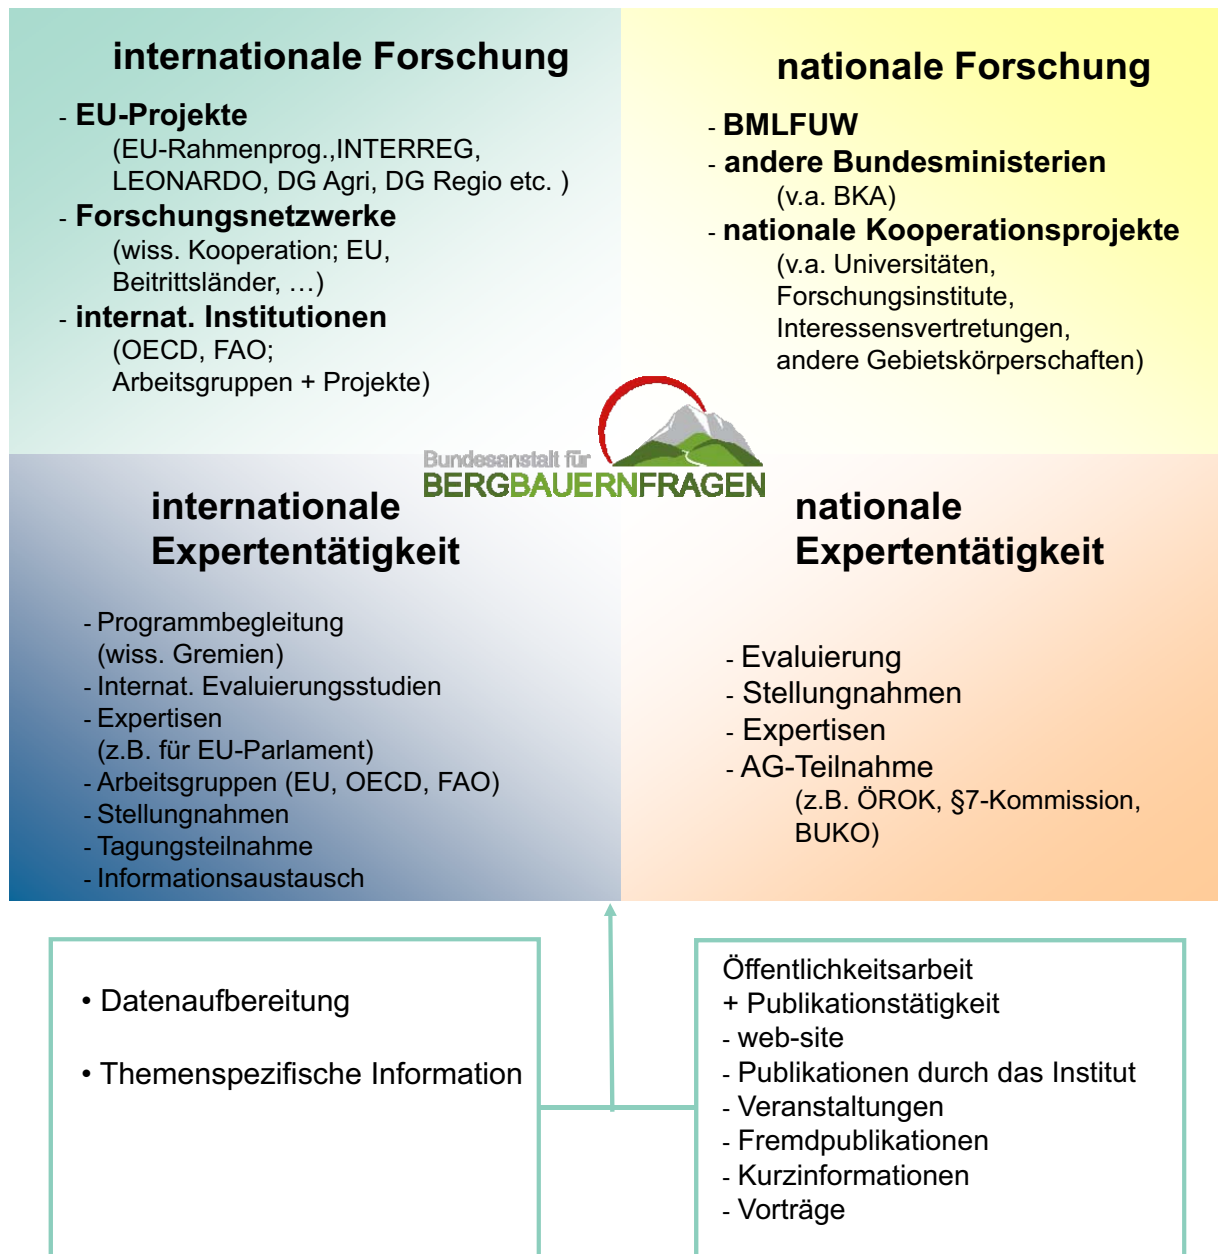 internationale Forschung
- EU-Projekte
(EU-Rahmenprog.,INTERREG,
LEONARDO, DG Agri, DG Regio etc. )
- Forschungsnetzwerke
(wiss. Kooperation; EU,
Beitrittsländer, …)
- internat. Institutionen
(OECD, FAO;
Arbeitsgruppen + Projekte)
nationale Forschung
- BMLFUW
- andere Bundesministerien
(v.a. BKA)
- nationale Kooperationsprojekte
(v.a. Universitäten,
Forschungsinstitute,
Interessensvertretungen,
andere Gebietskörperschaften)
Bundesanstalt für
BERGBAUERNFRAGEN
internationale
Expertentätigkeit
- Programmbegleitung
(wiss. Gremien)
- Internat. Evaluierungsstudien
- Expertisen
(z.B. für EU-Parlament)
- Arbeitsgruppen (EU, OECD, FAO)
- Stellungnahmen
- Tagungsteilnahme
- Informationsaustausch
nationale
Expertentätigkeit
- Evaluierung
- Stellungnahmen
- Expertisen
- AG-Teilnahme
(z.B. ÖROK, §7-Kommission,
BUKO)
• Datenaufbereitung
• Themenspezifische Information
Öffentlichkeitsarbeit
+ Publikationstätigkeit
- web-site
- Publikationen durch das Institut
- Veranstaltungen
- Fremdpublikationen
- Kurzinformationen
- Vorträge